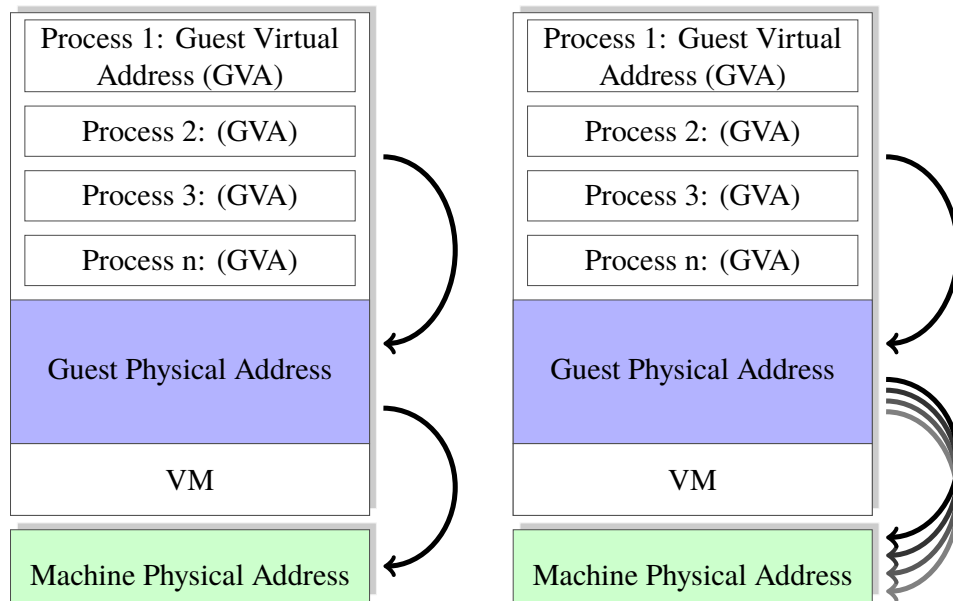 Process 1: Guest Virtual
Address (GVA)
Process 2: (GVA)
Process 3: (GVA)
Process n: (GVA)
Guest Physical Address
VM
Machine Physical Address
Process 1: Guest Virtual
Address (GVA)
Process 2: (GVA)
Process 3: (GVA)
Process n: (GVA)
Guest Physical Address
VM
Machine Physical Address